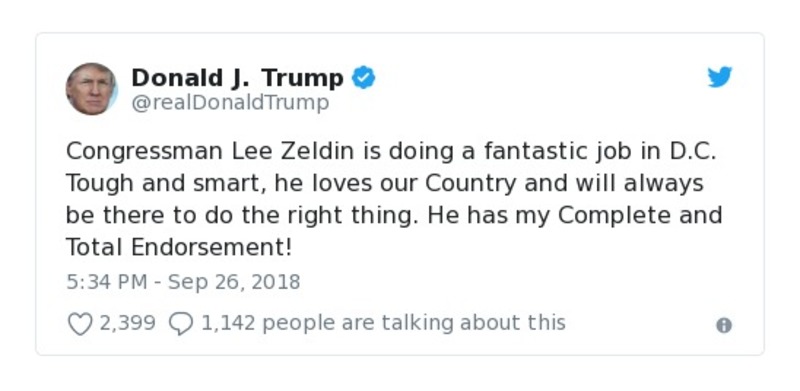 Donald J. Trump
@realDonaldTrump
Congressman Lee Zeldin is doing a fantastic job in D.C.
Tough and smart, he loves our Country and will always
be there to do the right thing. He has my Complete and
Total Endorsement!
5:34 PM - Sep 26, 2018
2,399 1,142 people are talking about this